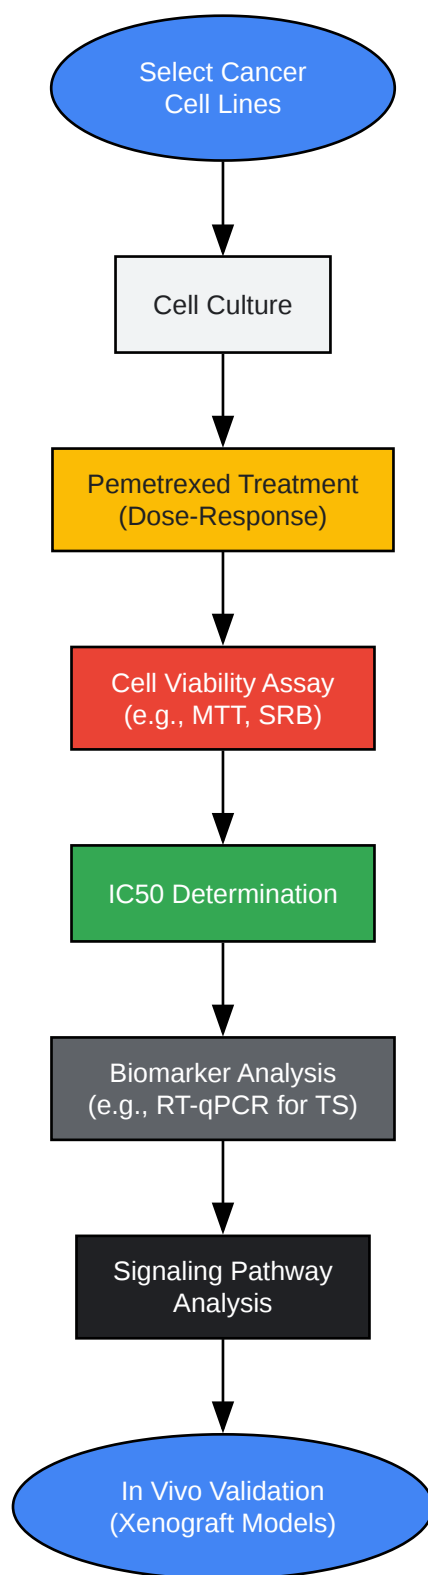 Select Cancer
Cell Lines
Cell Culture
Pemetrexed Treatment
(Dose-Response)
Cell Viability Assay
(e.g., MTT, SRB)
IC50 Determination
Biomarker Analysis
(e.g., RT-qPCR for TS)
Signaling Pathway
Analysis
In Vivo Validation
(Xenograft Models)